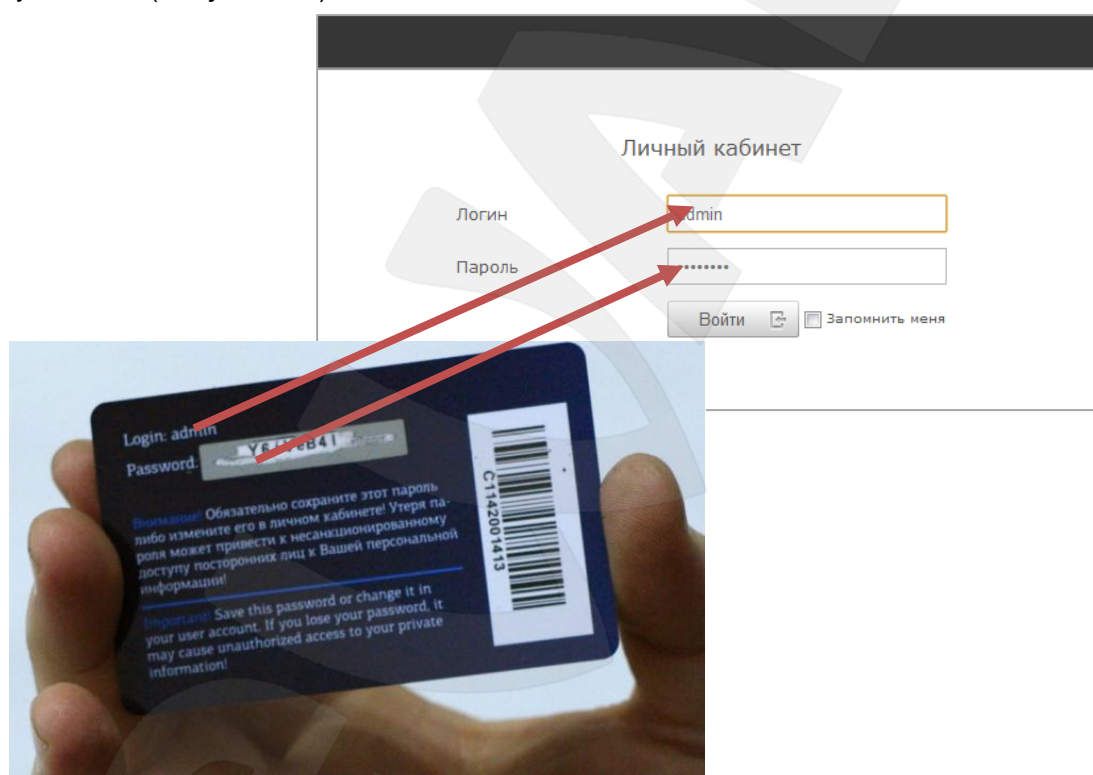 Личный кабинет
Логин
admin
Пароль
••••••••
Войти
Запомнить меня
Login: admin
Password:
Внимание! Обязательно сохраните этот пароль
либо измените его в личном кабинете! Утеря па-
роля может привести к несанкционированному
доступу посторонних лиц к Вашей персональной
информации!
Important! Save this password or change it in
your user account. If you lose your password, it
may cause unauthorized access to your private
information!
C1142001413